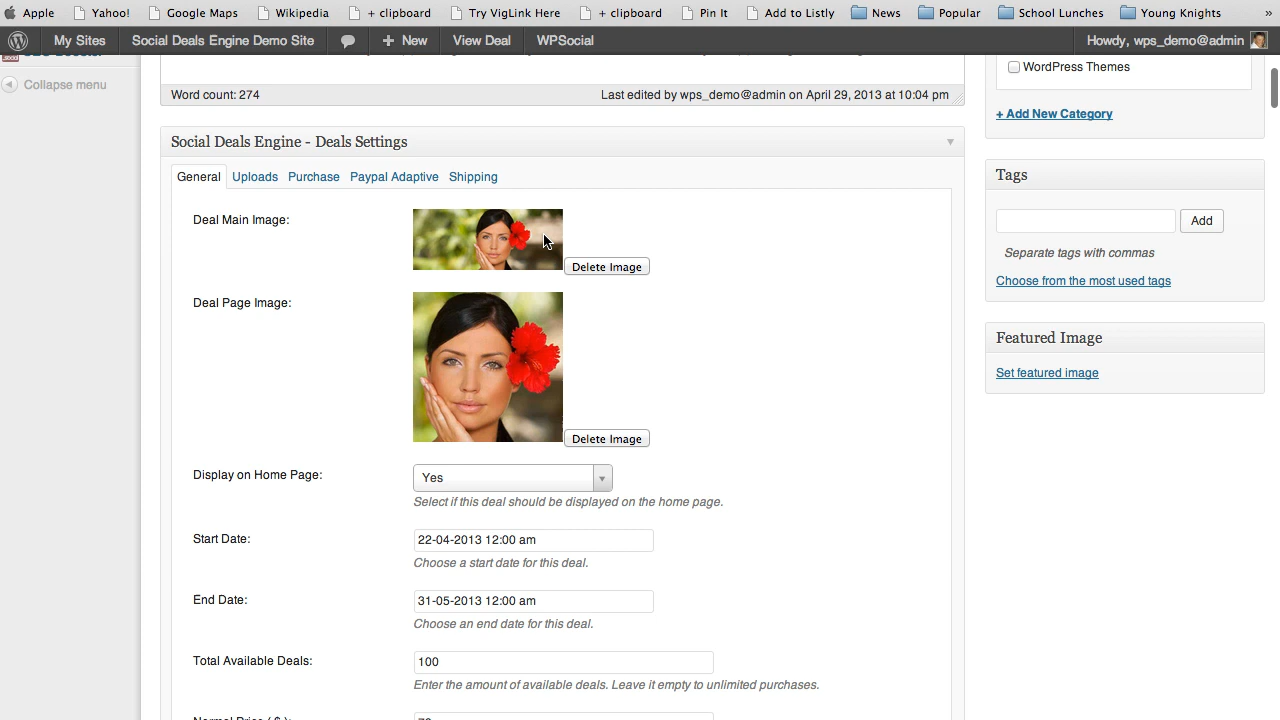 Apple Yahoo! Google Maps Wikipedia + clipboard Try VigLink Here + clipboard Pin It Add to Listly News Popular School Lunches Young Knights »
My Sites Social Deals Engine Demo Site + New View Deal WPSocial Howdy, wps_demo@admin
Collapse menu
WordPress Themes
Word count: 274 Last edited by wps_demo@admin on April 29, 2013 at 10:04 pm
+ Add New Category
Social Deals Engine - Deals Settings
General Uploads Purchase Paypal Adaptive Shipping
Tags
Add
Separate tags with commas
Choose from the most used tags
Featured Image
Set featured image
Deal Main Image:
Delete Image
Deal Page Image:
Delete Image
Display on Home Page: Yes
Select if this deal should be displayed on the home page.
Start Date: 22-04-2013 12:00 am
Choose a start date for this deal.
End Date: 31-05-2013 12:00 am
Choose an end date for this deal.
Total Available Deals: 100
Enter the amount of available deals. Leave it empty to unlimited purchases.
Normal Price ( $ ):